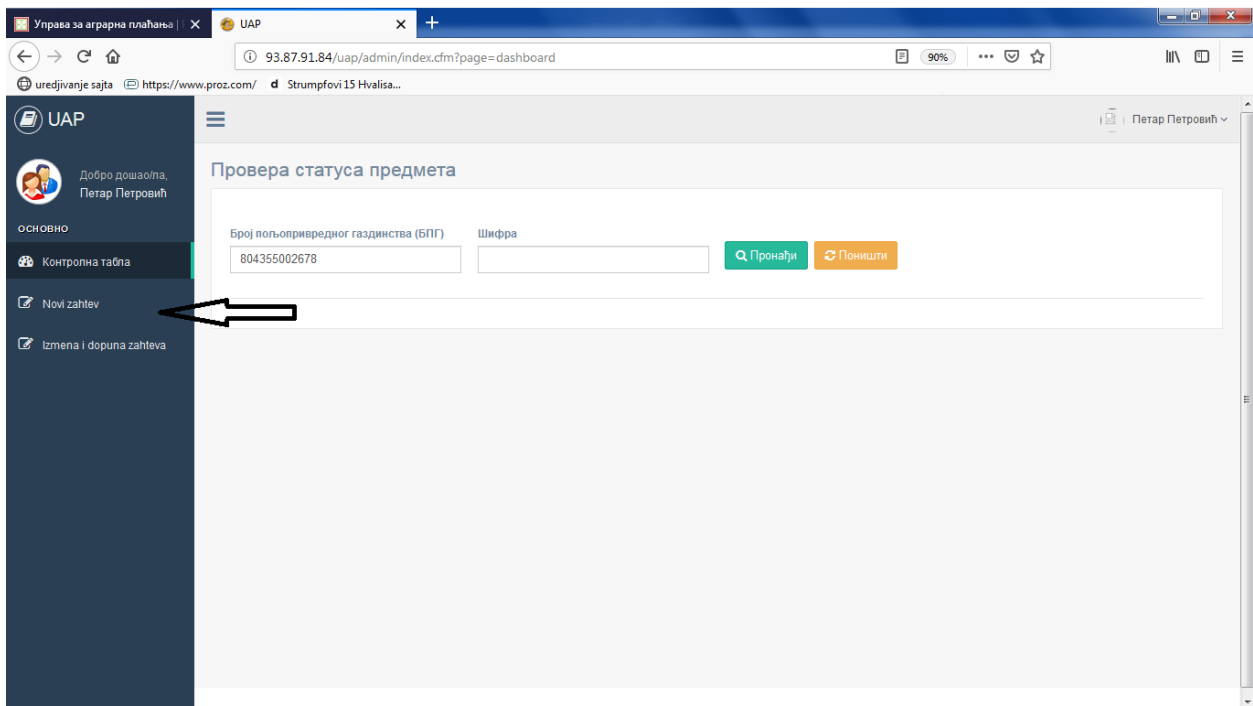 Управа за аграрна плаћања |
UAP
93.87.91.84/uap/admin/index.cfm?page=dashboard
90%
uredjivanje sajta
https://www.proz.com/
d Strumpfovi 15 Hvalisa...
UAP
Петар Петровић
Добро дошао/ла,
Петар Петровић
Провера статуса предмета
ОСНОВНО
Број пољопривредног газдинства (БПГ)
Шифра
804355002678
Пронађи
Поништи
Контролна табла
Novi zahtev
Izmena i dopuna zahteva